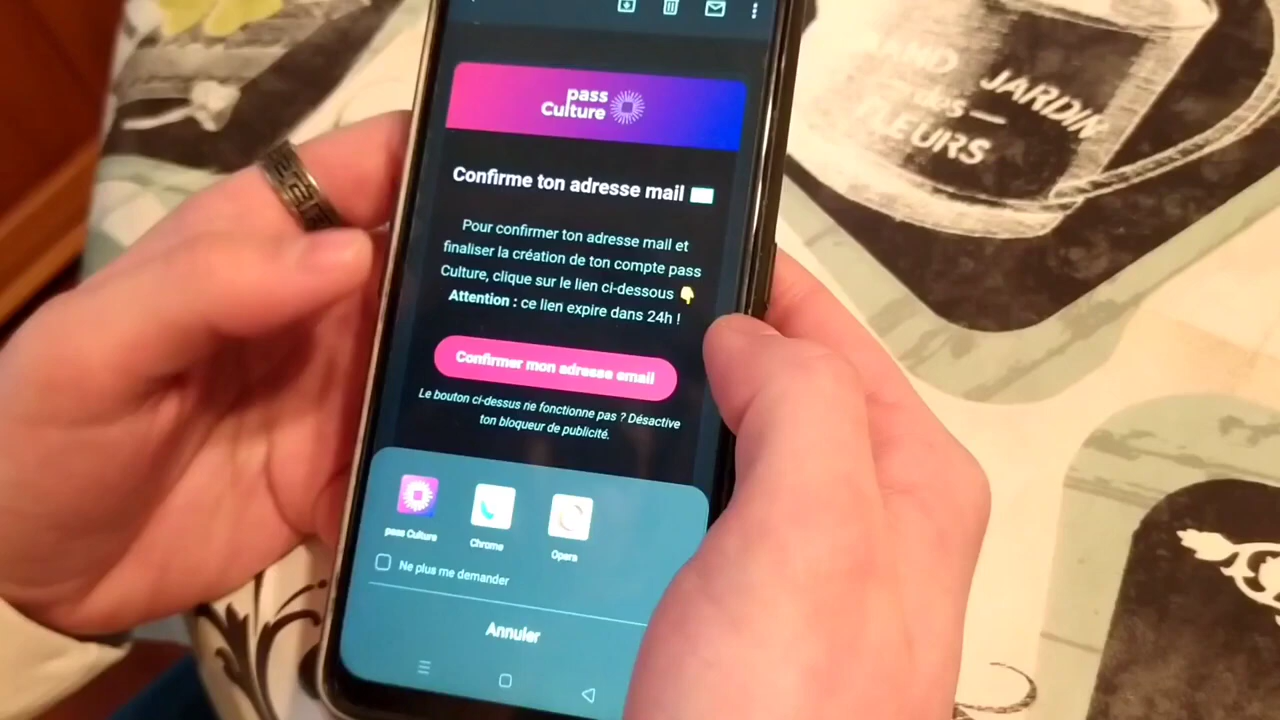 pass
Culture
Confirme ton adresse mail
Pour confirmer ton adresse mail et
finaliser la création de ton compte pass
Culture, clique sur le lien ci-dessous 👇
Attention : ce lien expire dans 24h !
Confirmer mon adresse email
Le bouton ci-dessus ne fonctionne pas ? Désactive
ton bloqueur de publicité.
pass Culture
Chrome
Opera
Ne plus me demander
Annuler
JARDIN
FLEURS